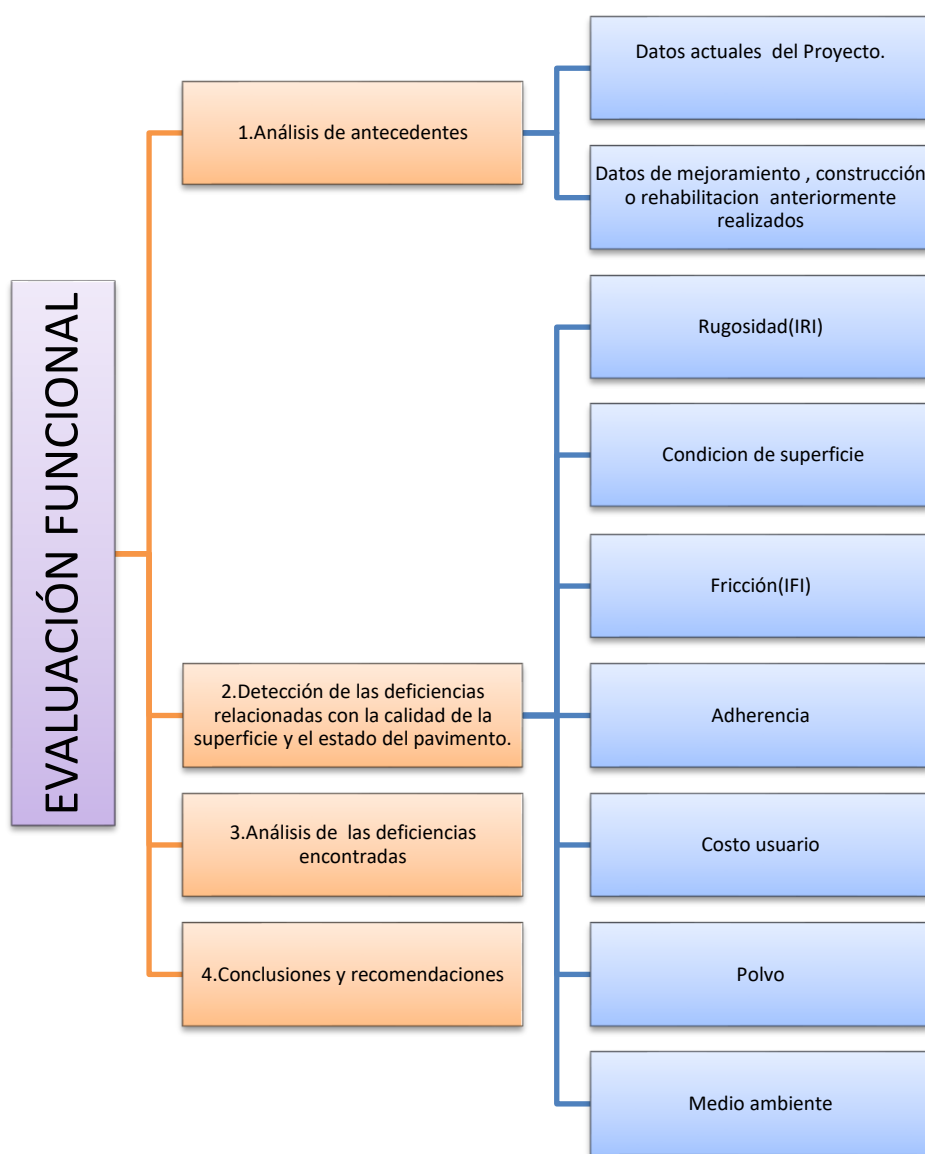 EVALUACIÓN FUNCIONAL
1.Análisis de antecedentes
Datos actuales del Proyecto.
Datos de mejoramiento , construcción
o rehabilitacion anteriormente
realizados
2.Detección de las deficiencias
relacionadas con la calidad de la
superficie y el estado del pavimento.
Rugosidad(IRI)
Condicion de superficie
Fricción(IFI)
Adherencia
Costo usuario
Polvo
Medio ambiente
3.Análisis de las deficiencias
encontradas
4.Conclusiones y recomendaciones